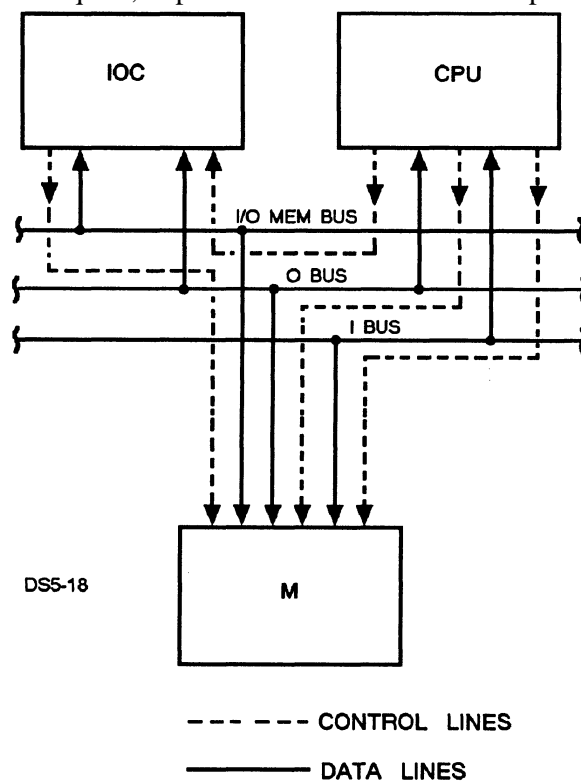 IOC
CPU
I/O MEM BUS
O BUS
I BUS
DS5-18
M
CONTROL LINES
DATA LINES